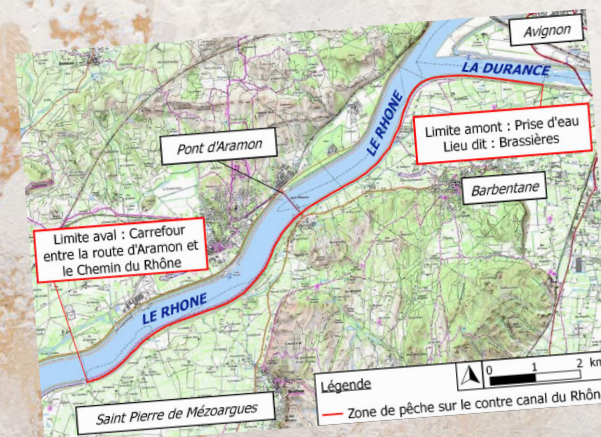 Avignon
LA DURANCE
LE RHONE
Limite amont : Prise d'eau
Lieu dit : Brassières
Pont d'Aramon
Barbentane
Limite aval : Carrefour
entre la route d'Aramon et
le Chemin du Rhône
LE RHONE
Saint Pierre de Mézoargues
Légende
0 1 2 km
Zone de pêche sur le contre canal du Rhôn